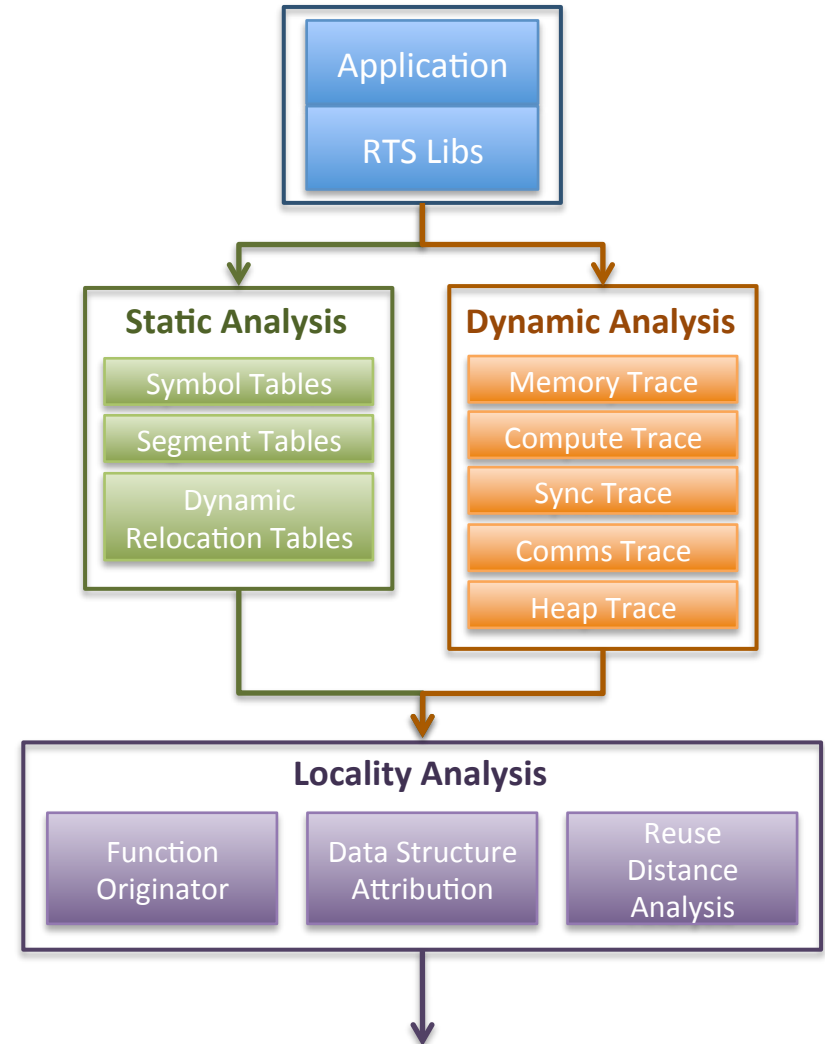 Application
RTS Libs
Static Analysis
Symbol Tables
Segment Tables
Dynamic
Relocation Tables
Dynamic Analysis
Memory Trace
Compute Trace
Sync Trace
Comms Trace
Heap Trace
Locality Analysis
Function
Originator
Data Structure
Attribution
Reuse
Distance
Analysis